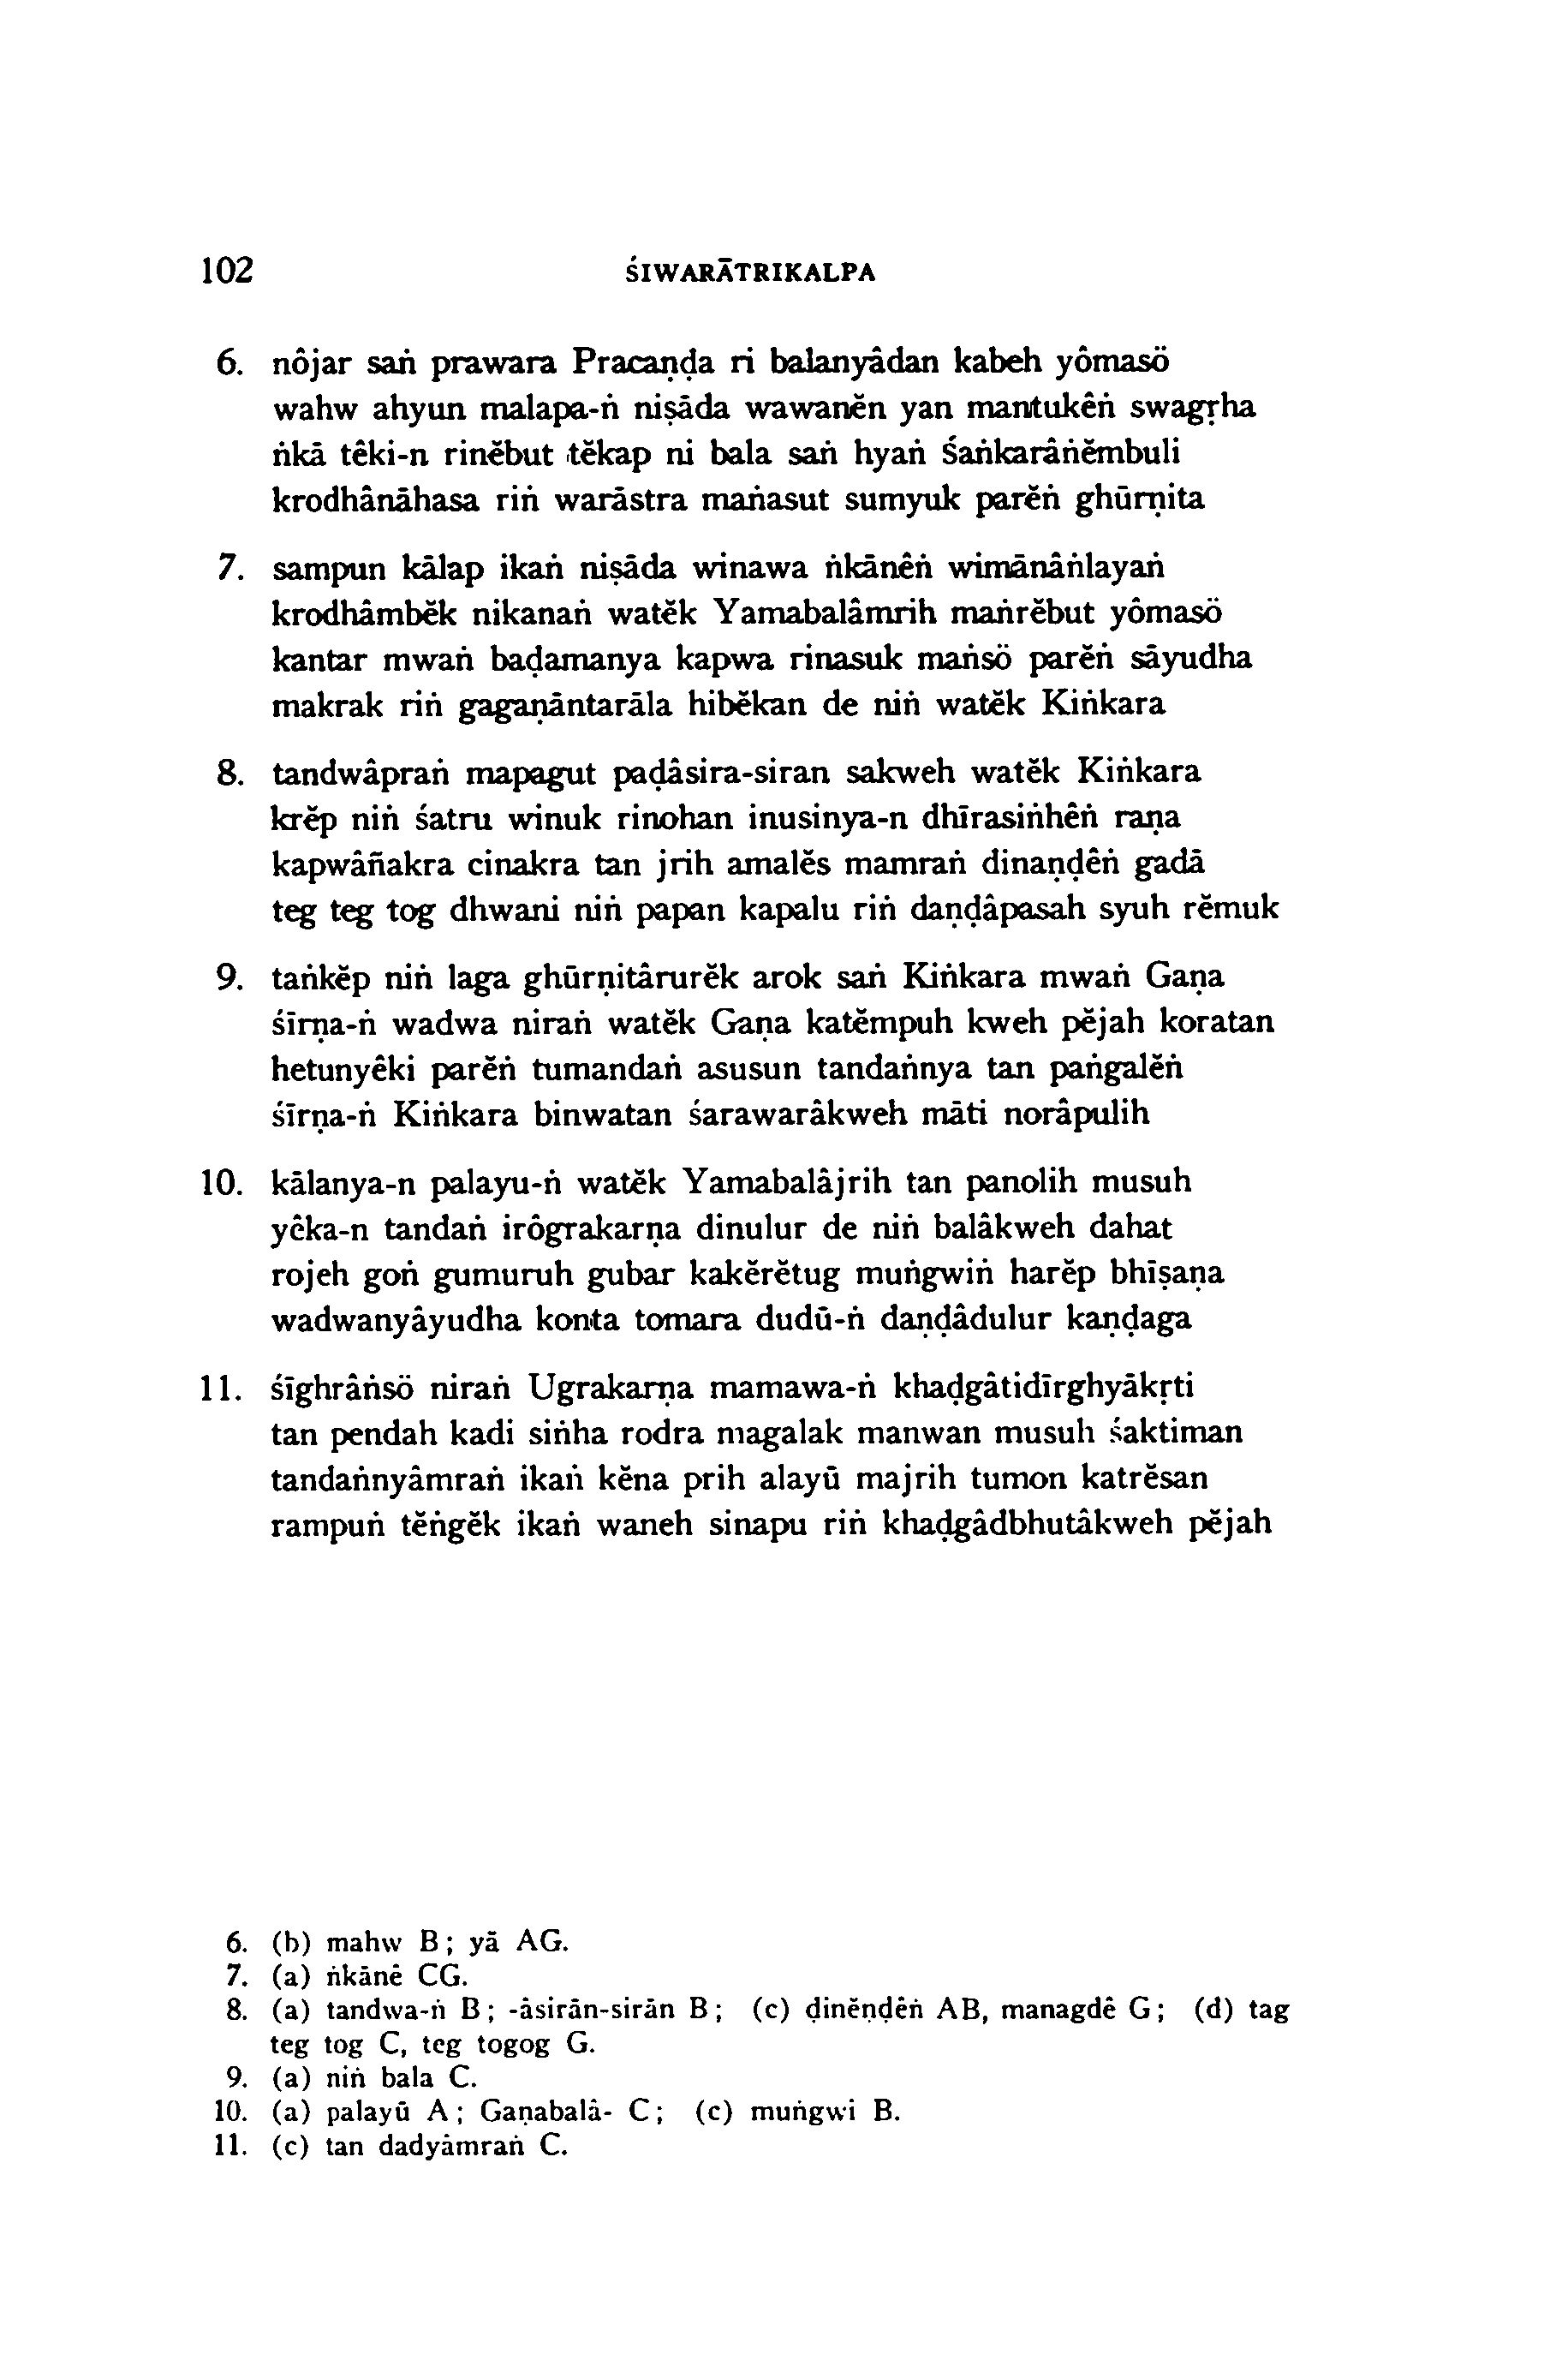 102 ŚIWARĀTRIKALPA
6. nôjar saṅ prawara Pracaṇḍa ri balanyâdan kabeh yômasö
wahw ahyun malapa-ṅ niṣāda wawanĕn yan mantukêṅ swagṛha
ṅkā têki-n rinĕbut tĕkap ni bala saṅ hyaṅ Śaṅkarâṅĕmbuli
krodhânāhasa riṅ warāstra maṅasut sumyuk parĕṅ ghūrṇita
7. sampun kālap ikaṅ niṣāda winawa ṅkānêṅ wimānâṅlayaṅ
krodhâmbĕk nikanaṅ watĕk Yamabalâmrih maṅrĕbut yômasö
kantar mwaṅ baḍamanya kapwa rinasuk maṅsö parĕṅ sāyudha
makrak riṅ gagaṇāntarāla hibĕkan de niṅ watĕk Kiṅkara
8. tandwâpraṅ mapagut paḍâsira-siran sakweh watĕk Kiṅkara
krĕp niṅ śatru winuk rinohan inusinya-n dhīrasiṅhêṅ raṇa
kapwâñakra cinakra tan jrih amalĕs mamraṅ dinaṇḍêṅ gadā
teg teg tog dhwani niṅ papan kapalu riṅ daṇḍâpasah syuh rĕmuk
9. taṅkĕp niṅ laga ghūrṇitârurĕk arok saṅ Kiṅkara mwaṅ Gaṇa
śīrṇa-ṅ wadwa niraṅ watĕk Gaṇa katĕmpuh kweh pĕjah koratan
hetunyêki parĕṅ tumandaṅ asusun tandaṅnya tan paṅgalĕṅ
śīrṇa-ṅ Kiṅkara binwatan śarawarâkweh māti norâpulih
10. kālanya-n palayu-ṅ watĕk Yamabalâjrih tan panolih musuh
yêka-n tandaṅ irôgrakarṇa dinulur de niṅ balâkweh dahat
rojeh goṅ gumuruh gubar kakĕrĕtug muṅgwiṅ harĕp bhīṣaṇa
wadwanyâyudha konta tomara dudū-ṅ daṇḍâdulur kaṇḍaga
11. śīghrâṅsö niraṅ Ugrakarṇa mamawa-ṅ khaḍgâtidīrghyākṛti
tan pendah kadi siṅha rodra magalak manwan musuh śaktiman
tandaṅnyâmraṅ ikaṅ kĕna prih alayū majrih tumon katrĕsan
rampuṅ tĕṅgĕk ikaṅ waneh sinapu riṅ khaḍgâdbhutâkweh pĕjah
6. (b) mahw B; yā AG.
7. (a) ṅkānê CG.
8. (a) tandwa-ṅ B; -âsirān-sirān B; (c) ḍinĕṇḍêṅ AB, managdê G; (d) tag
teg tog C, teg togog G.
9. (a) niṅ bala C.
10. (a) palayū A; Gaṇabalâ- C; (c) muṅgwi B.
11. (c) tan dadyâmraṅ C.